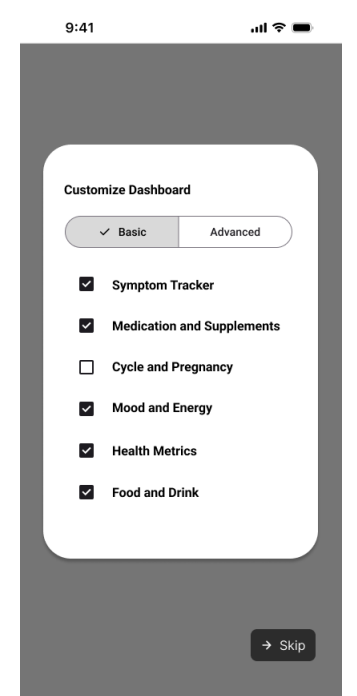 9:41
Customize Dashboard
Basic
Advanced
Symptom Tracker
Medication and Supplements
Cycle and Pregnancy
Mood and Energy
Health Metrics
Food and Drink
Skip